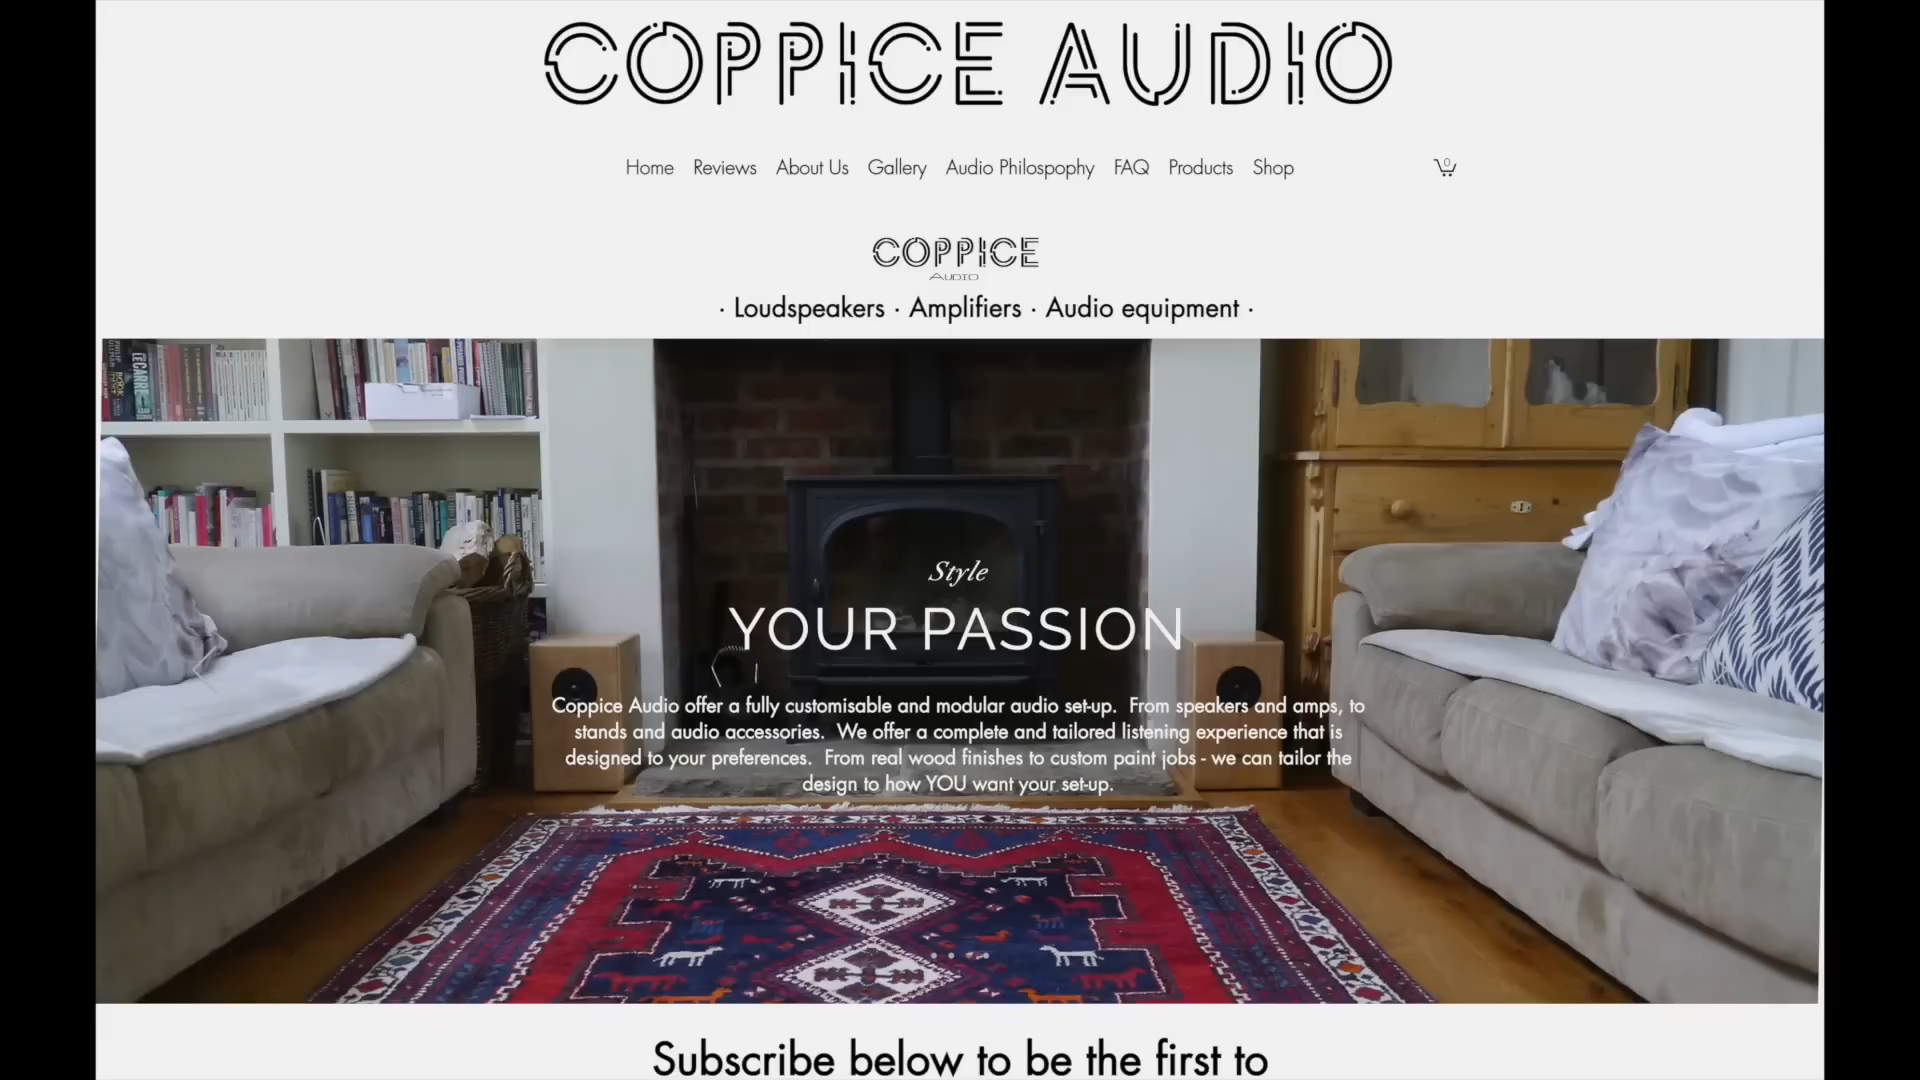 COPPICE AUDIO
Home Reviews About Us Gallery Audio Philospophy FAQ Products Shop
0
COPPICE
AUDIO
· Loudspeakers · Amplifiers · Audio equipment ·
LECARRE
Style
YOUR PASSION
Coppice Audio offer a fully customisable and modular audio set-up. From speakers and amps, to
stands and audio accessories. We offer a complete and tailored listening experience that is
designed to your preferences. From real wood finishes to custom paint jobs - we can tailor the
design to how YOU want your set-up.
Subscribe below to be the first to